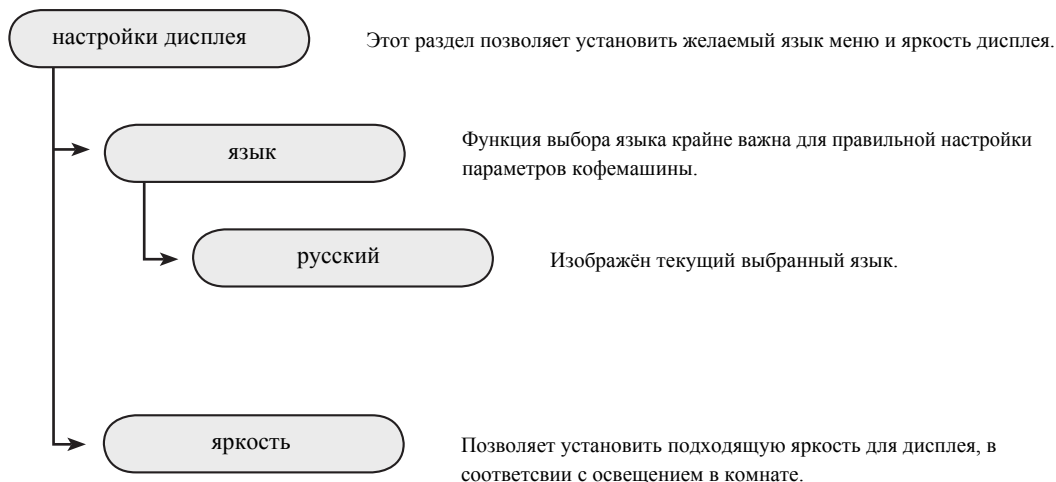 настройки дисплея
Этот раздел позволяет установить желаемый язык меню и яркость дисплея.
язык
Функция выбора языка крайне важна для правильной настройки
параметров кофемашины.
русский
Изображён текущий выбранный язык.
яркость
Позволяет установить подходящую яркость для дисплея, в
соответсвии с освещением в комнате.